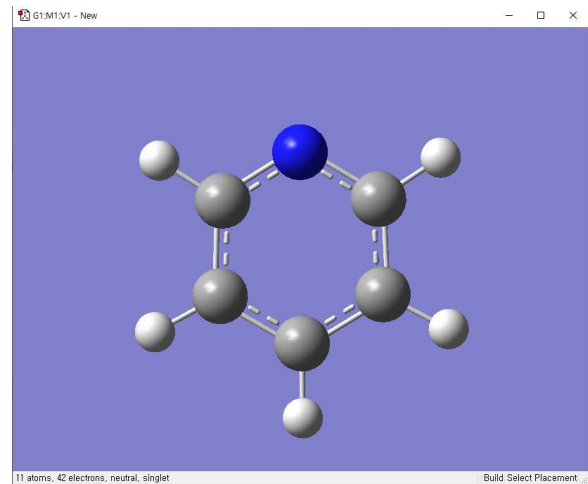 G1:M1:V1 - New
11 atoms, 42 electrons, neutral, singlet
Build Select Placement